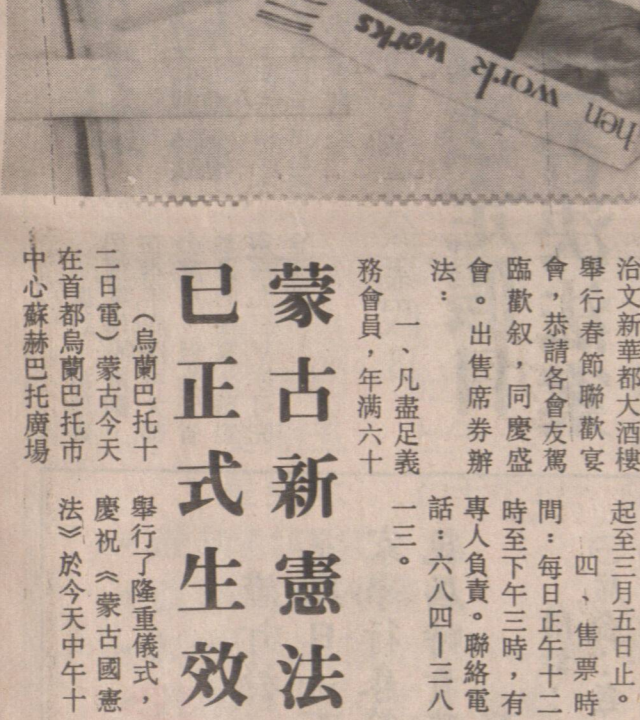 hen work works
治文新華都大酒樓
舉行春節聯歡宴
會，恭請各會友駕
臨歡叙，同慶盛
會。出售席券辦
法：
一、凡盡足義
務會員，年满六十
起至三月五日止。
四、售票時
間：每日正午十二
時至下午三時，有
專人負責。聯絡電
話：六八四—三八
一三。
蒙古新憲法
已正式生效
（烏蘭巴托十
二日電）蒙古今天
在首都烏蘭巴托市
中心蘇赫巴托廣場
舉行了隆重儀式，
慶祝《蒙古國憲
法》於今天中午十